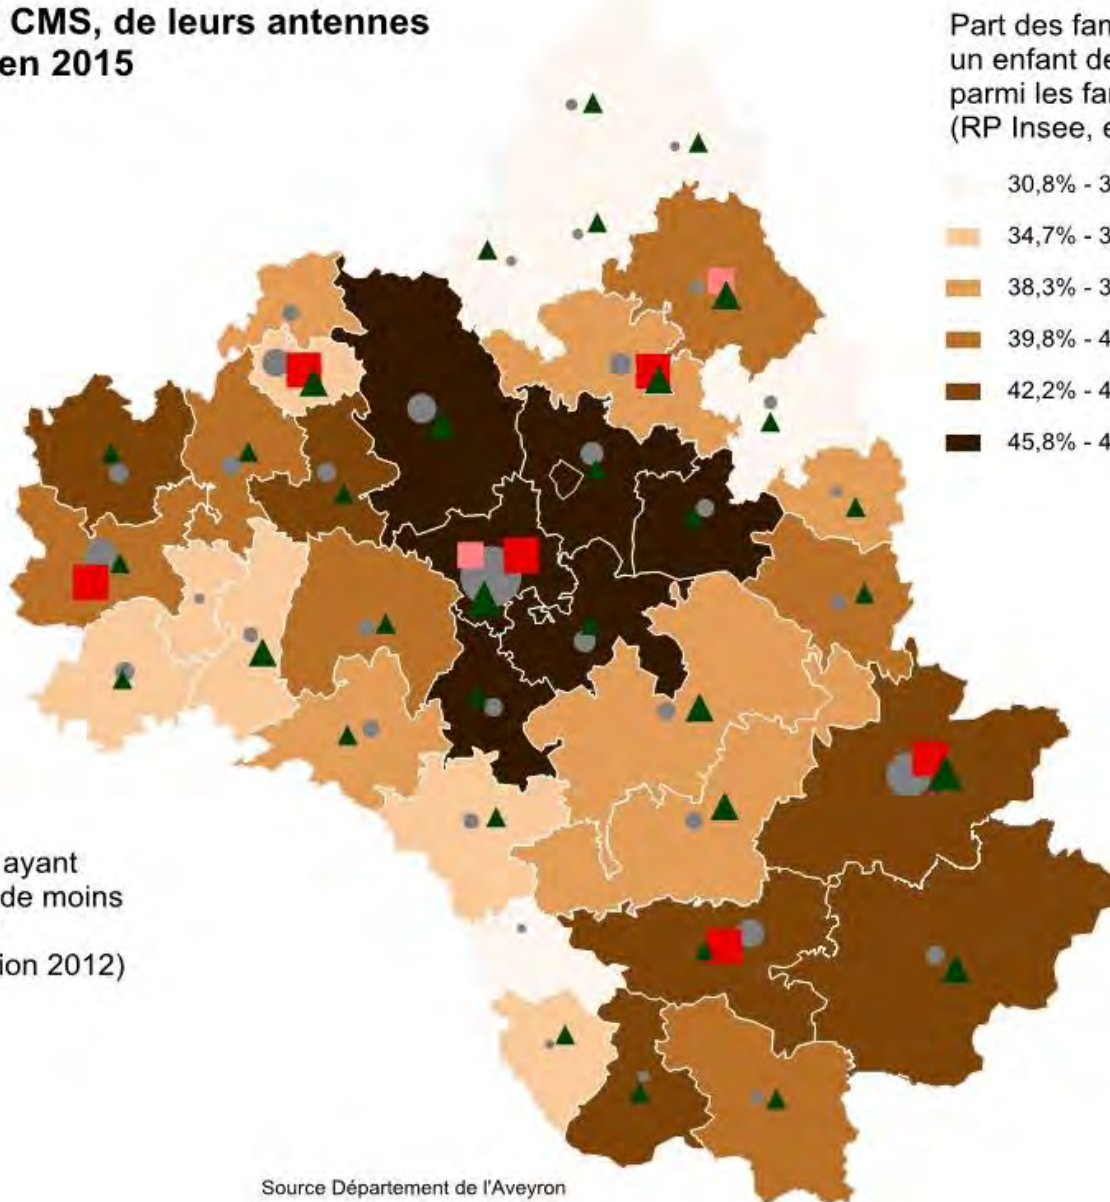 CMS, de leurs antennes
en 2015
Part des fam
un enfant de
parmi les far
(RP Insee, e
30,8% - 3
34,7% - 3
38,3% - 3
39,8% - 4
42,2% - 4
45,8% - 4
ayant
de moins
ion 2012)
Source Département de l'Aveyron